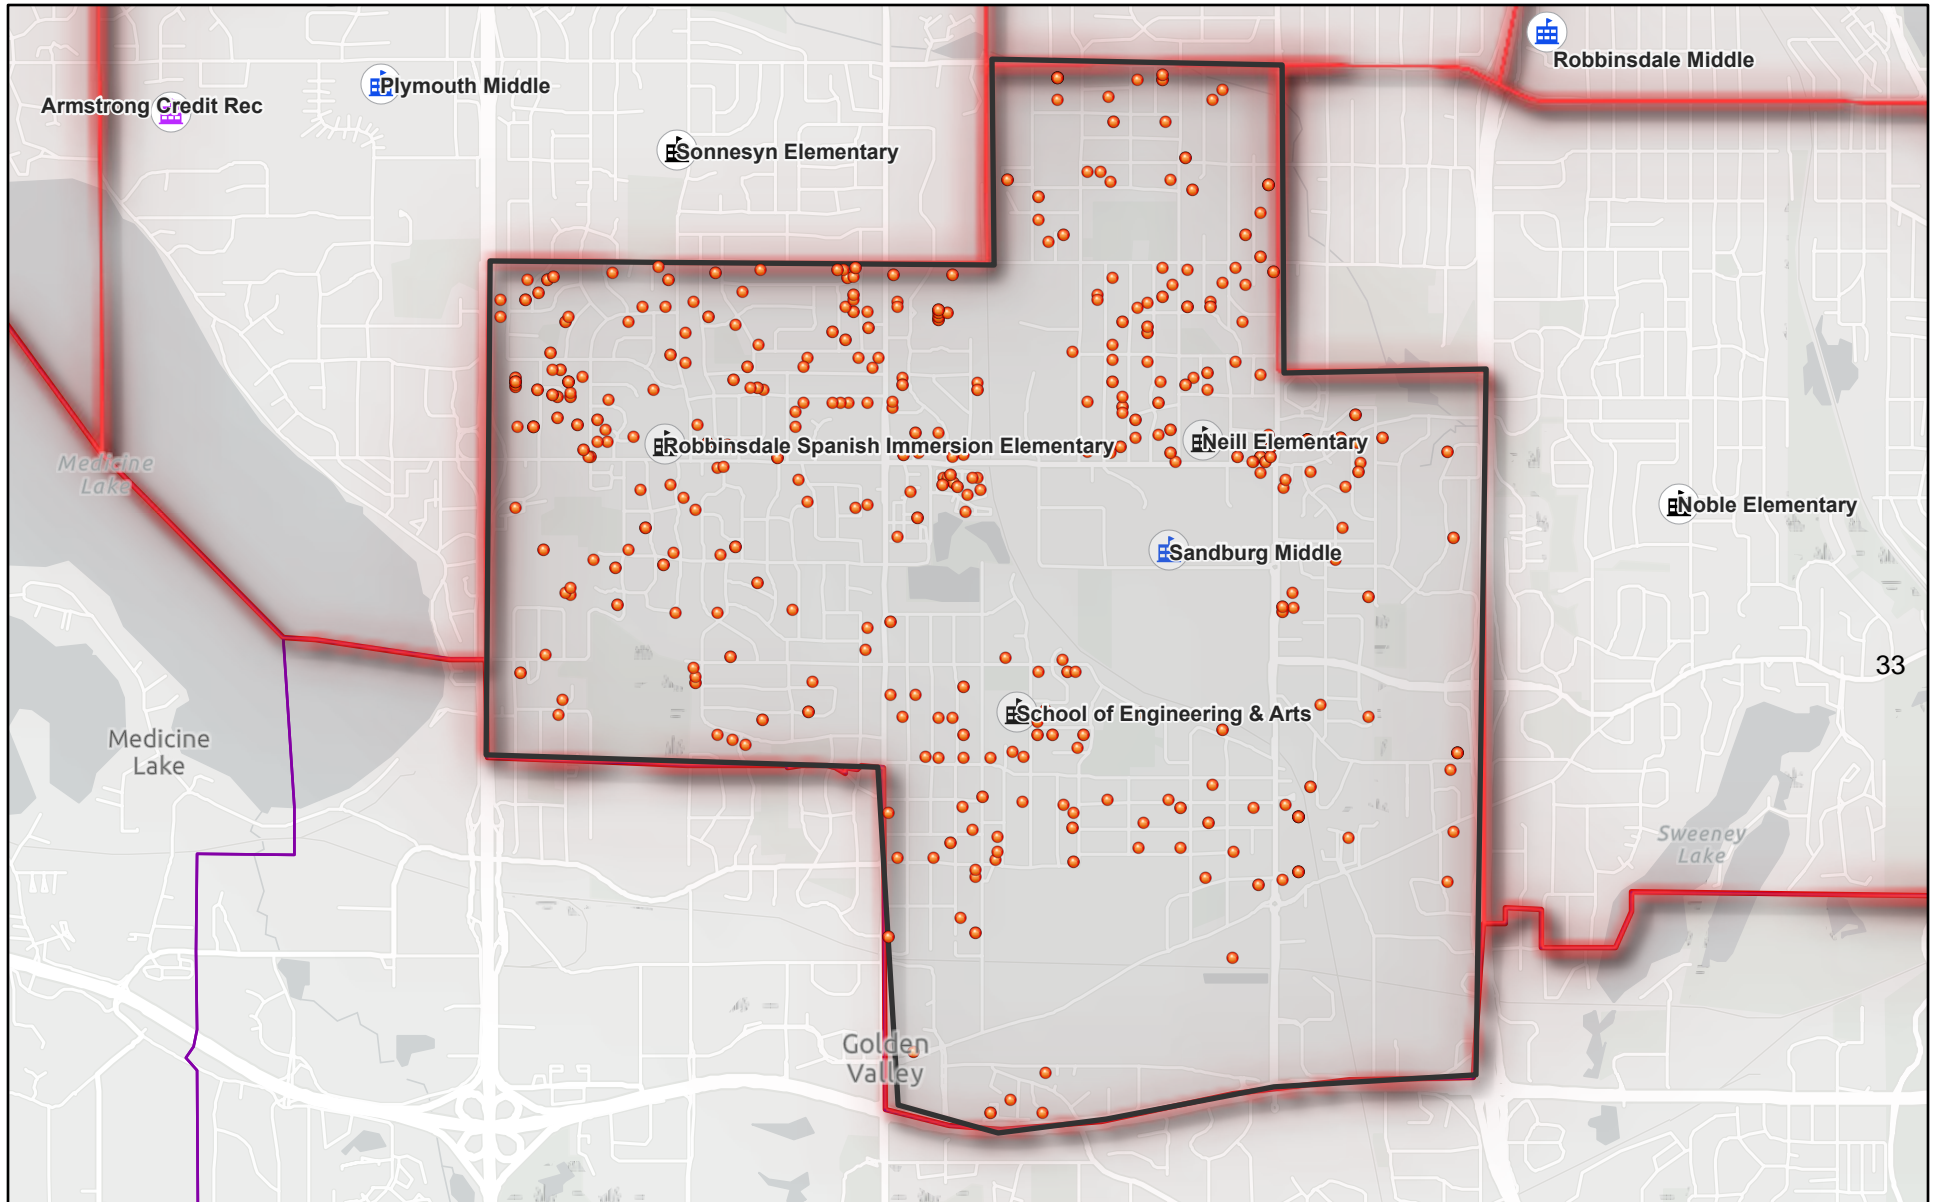 Robbinsdale Middle
Plymouth Middle
Armstrong Credit Rec
Sonnesyn Elementary
Robbinsdale Spanish Immersion Elementary
Neill Elementary
Medicine
Lake
Noble Elementary
Sandburg Middle
33
School of Engineering & Arts
Medicine
Lake
Sweeney
Lake
Golden
Valley